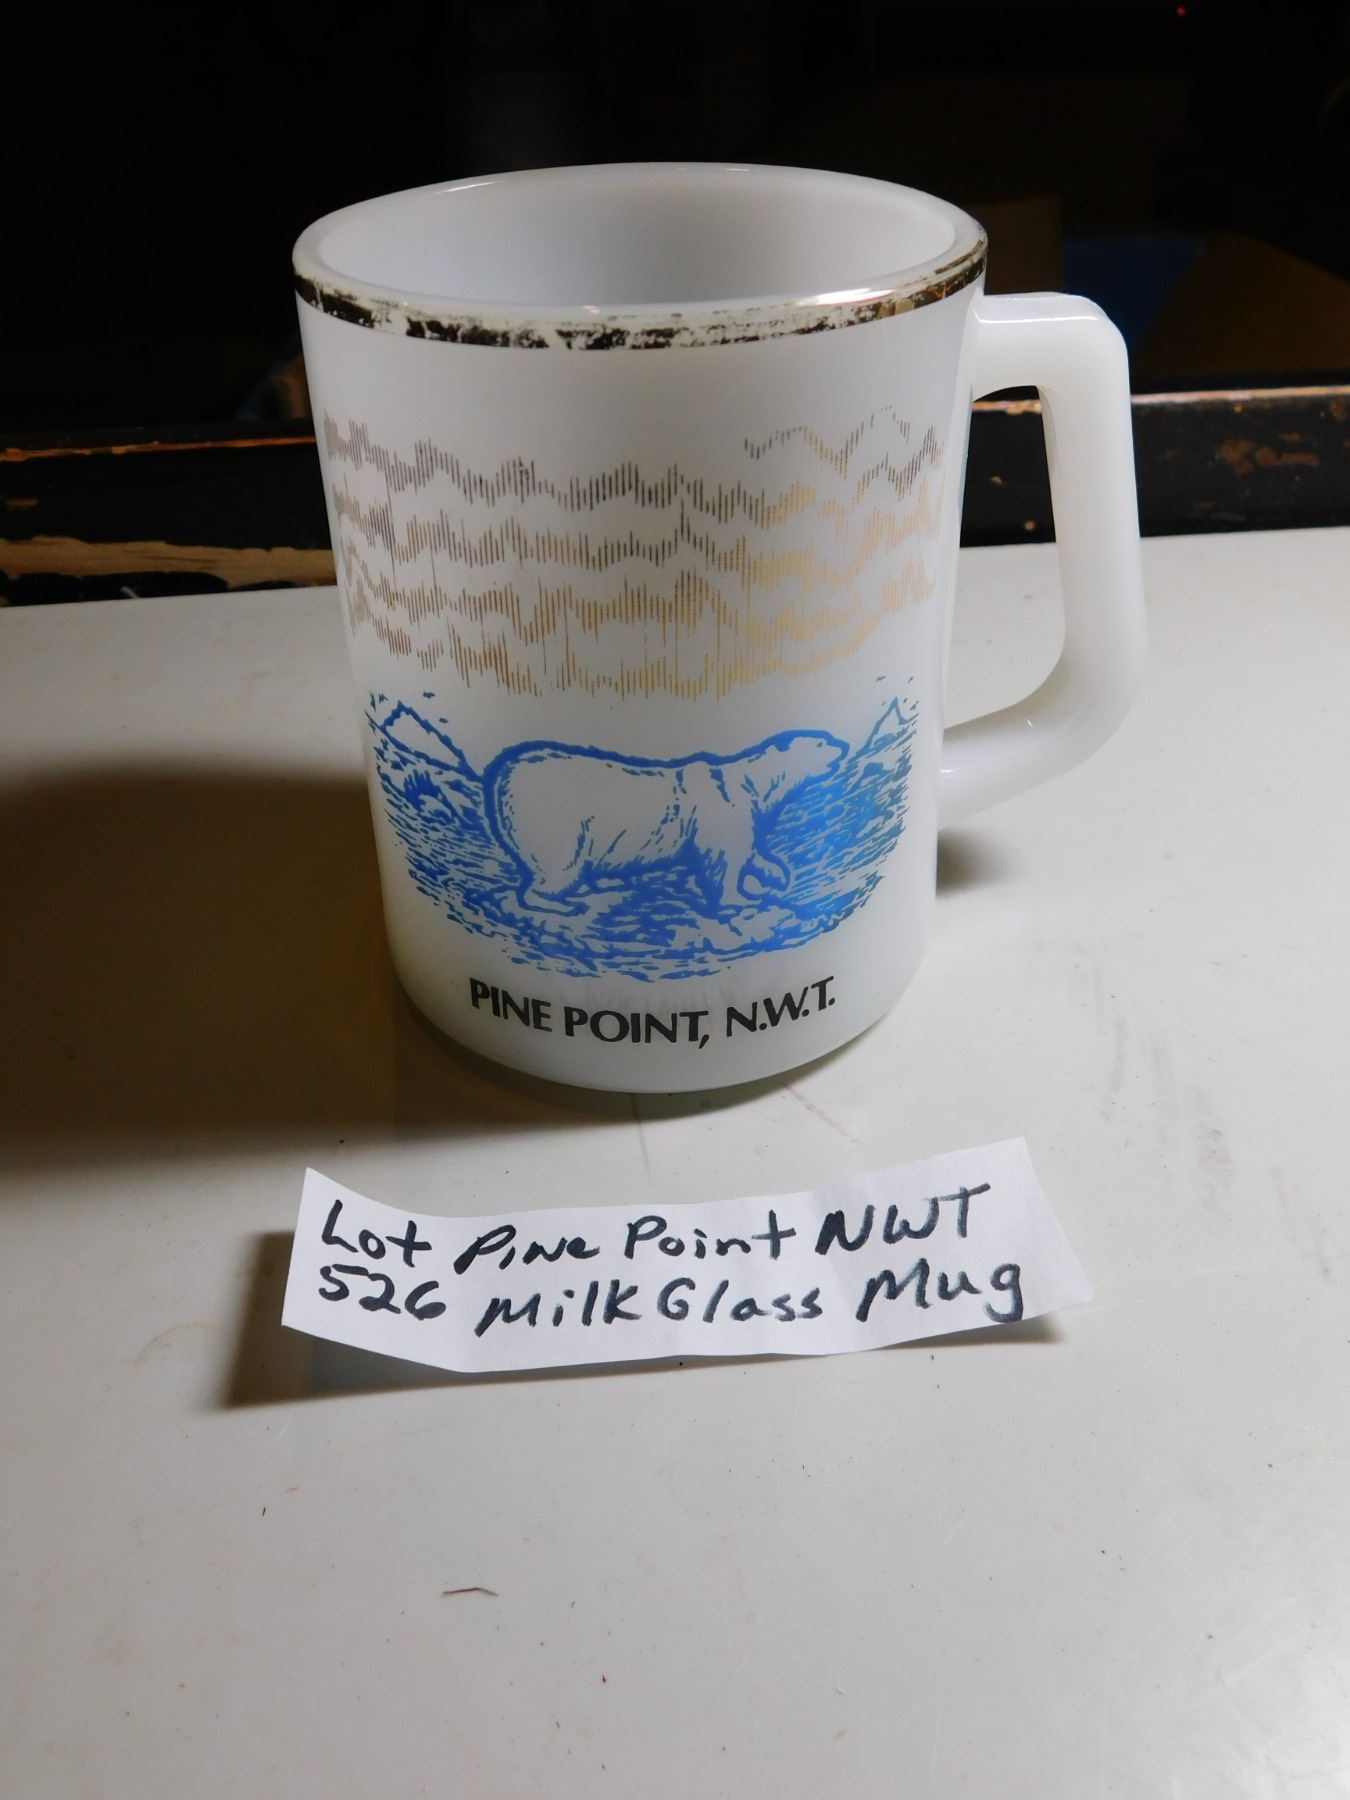 PINE POINT, N.W.T.
Lot Pine Point NWT
526 Milk Glass Mug